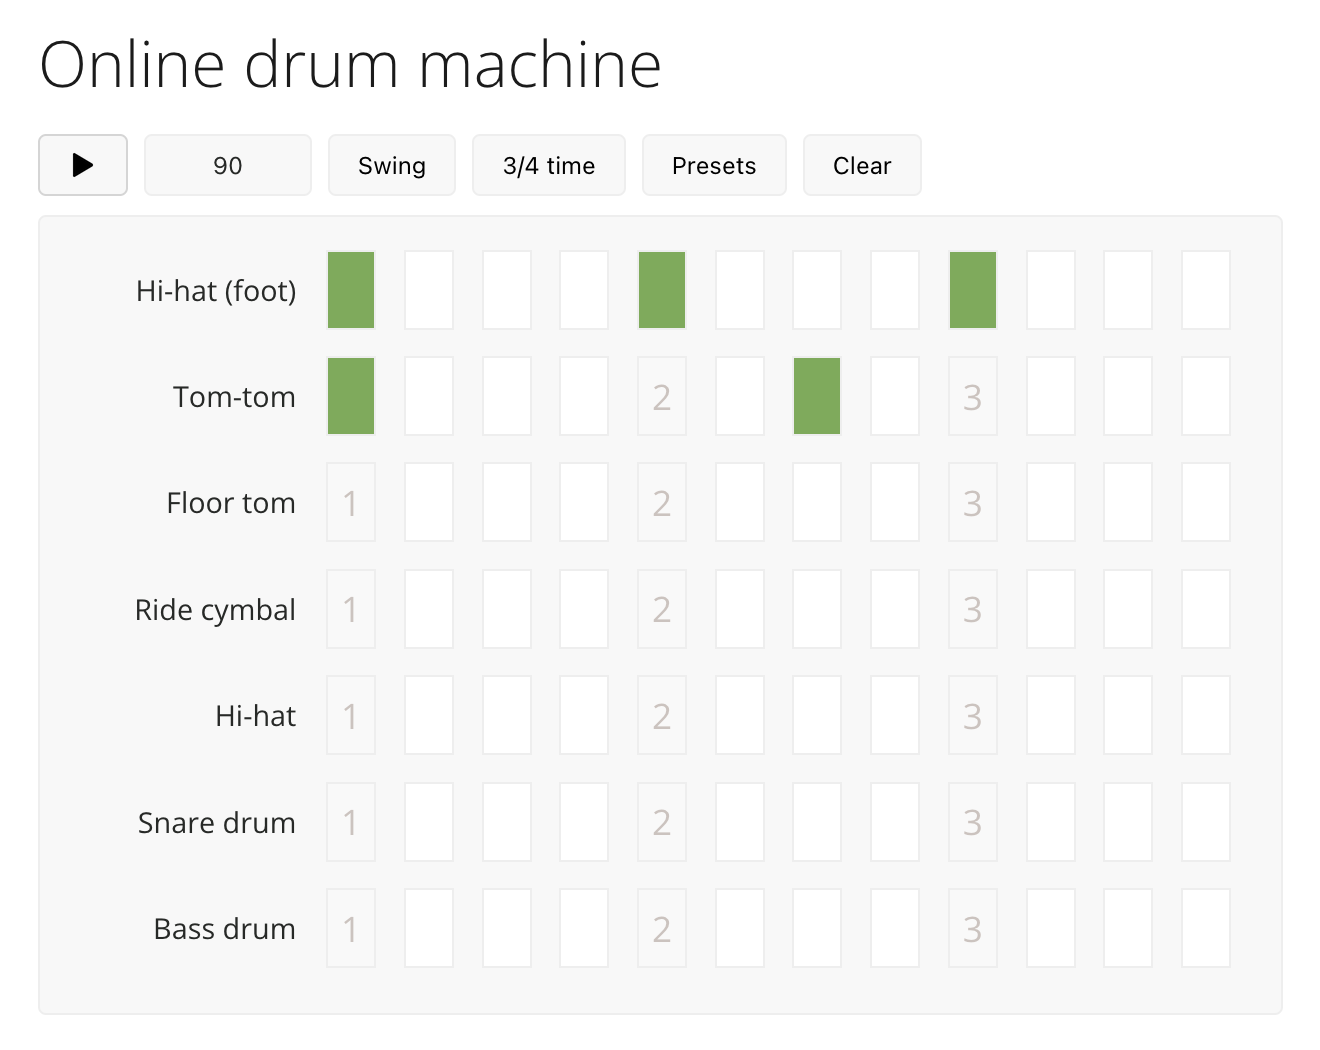 Online drum machine
90 Swing 3/4 time Presets Clear
Hi-hat (foot)
Tom-tom 2 3
Floor tom 1 2 3
Ride cymbal 1 2 3
Hi-hat 1 2 3
Snare drum 1 2 3
Bass drum 1 2 3